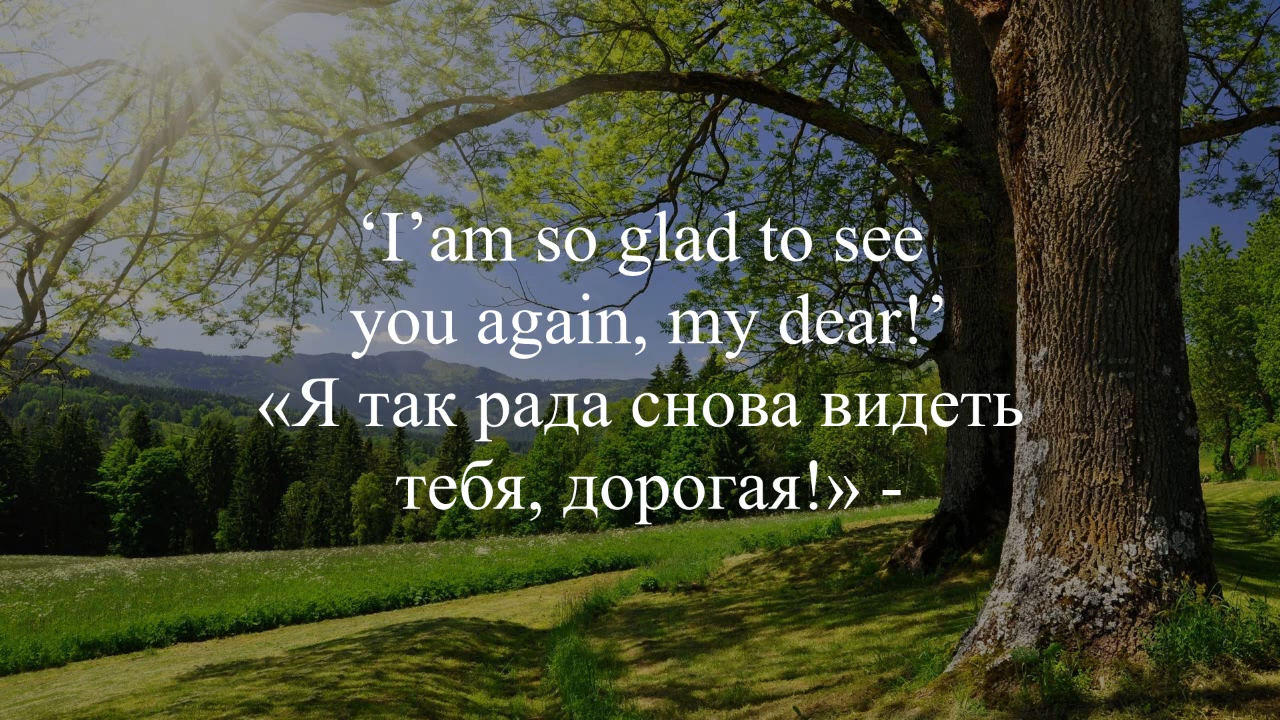 ‘I’am so glad to see
you again, my dear!’
«Я так рада снова видеть
тебя, дорогая!» -